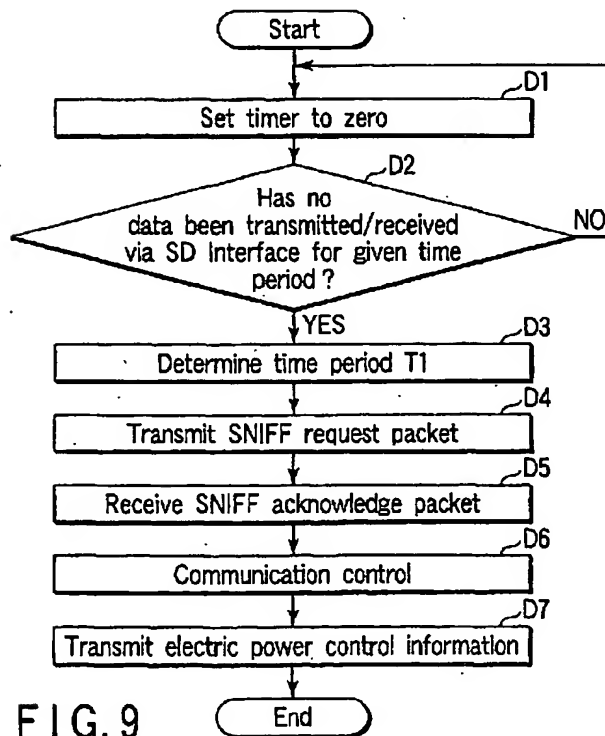 Start
D1
Set timer to zero
D2
Has no
data been transmitted/received
via SD Interface for given time
period ?
NO
YES
D3
Determine time period T1
D4
Transmit SNIFF request packet
D5
Receive SNIFF acknowledge packet
D6
Communication control
D7
Transmit electric power control information
End
FIG. 9